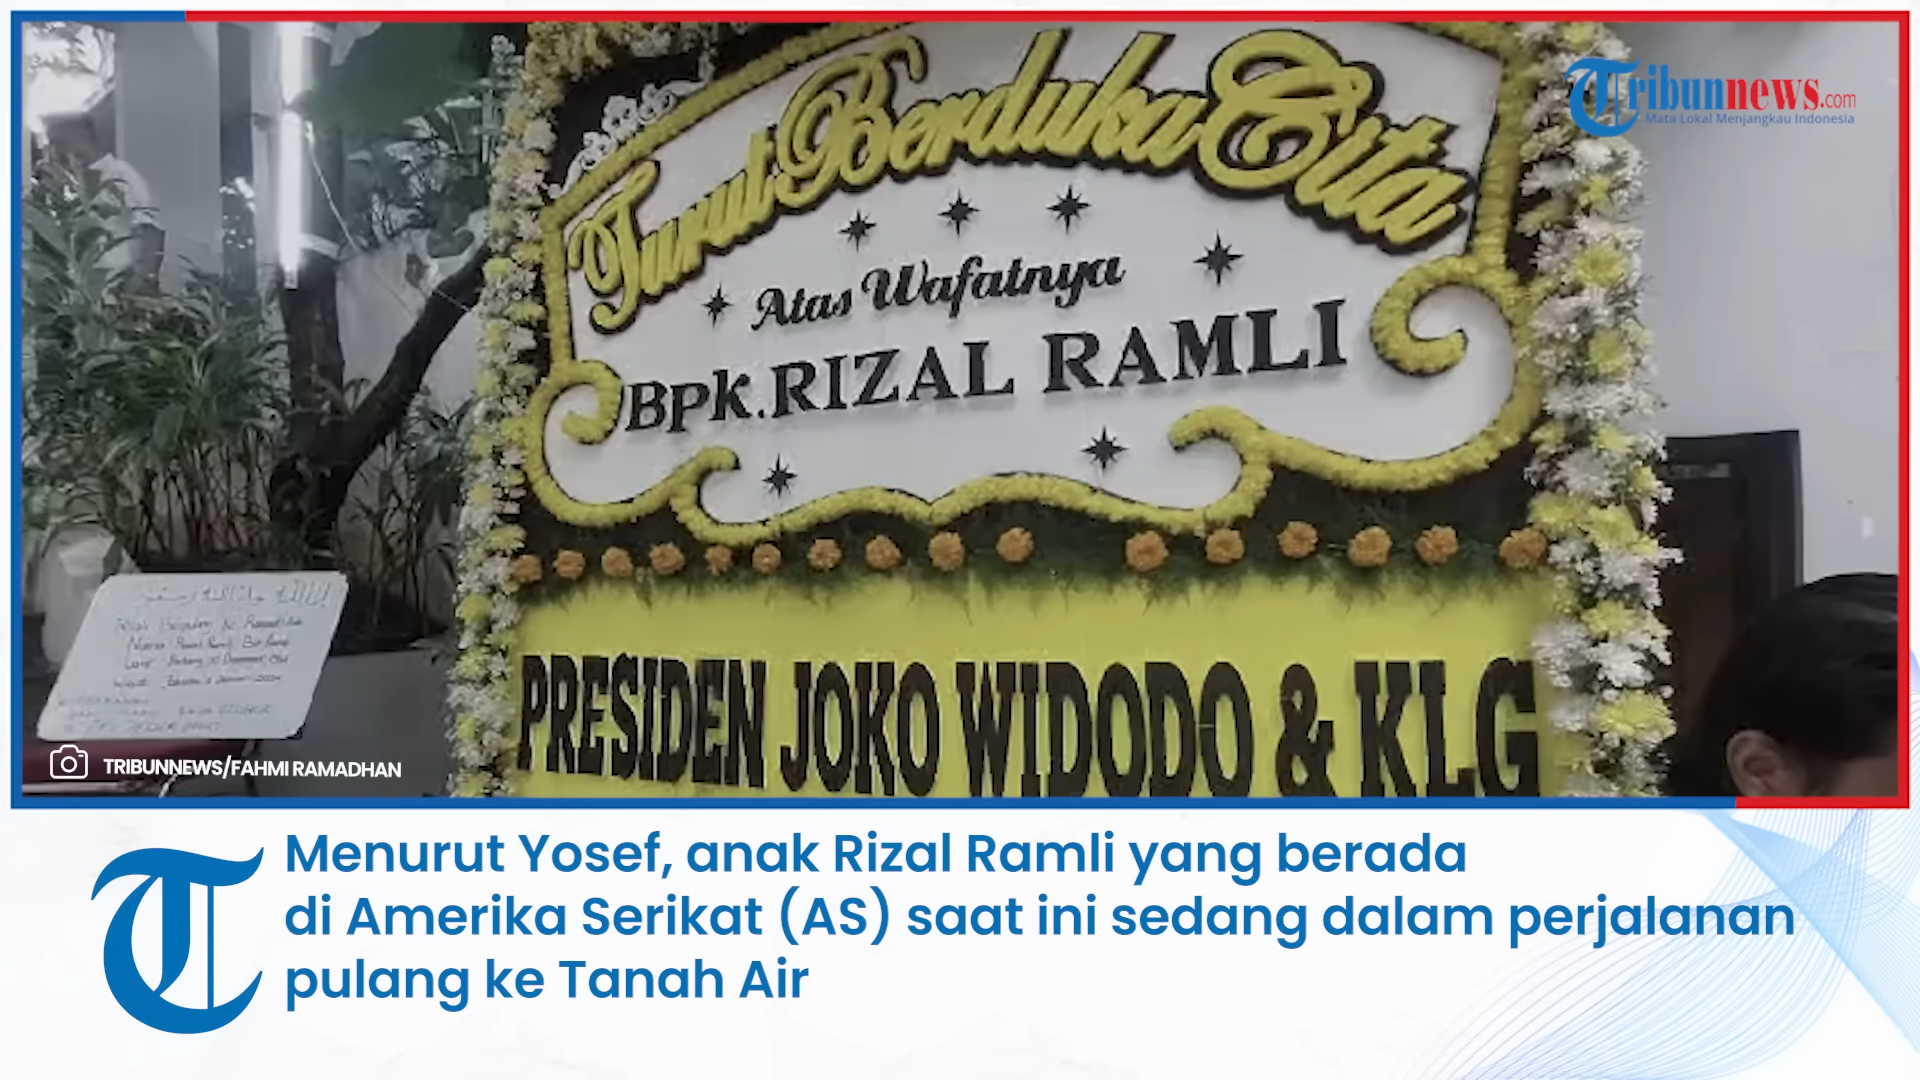 Tribunnews.com
Mata Lokal Menjangkau Indonesia
Turut Berduka Cita
Atas Wafatnya
BPK.RIZAL RAMLI
PRESIDEN JOKO WIDODO & KLG
TRIBUNNEWS/FAHMI RAMADHAN
Menurut Yosef, anak Rizal Ramli yang berada
di Amerika Serikat (AS) saat ini sedang dalam perjalanan
pulang ke Tanah Air